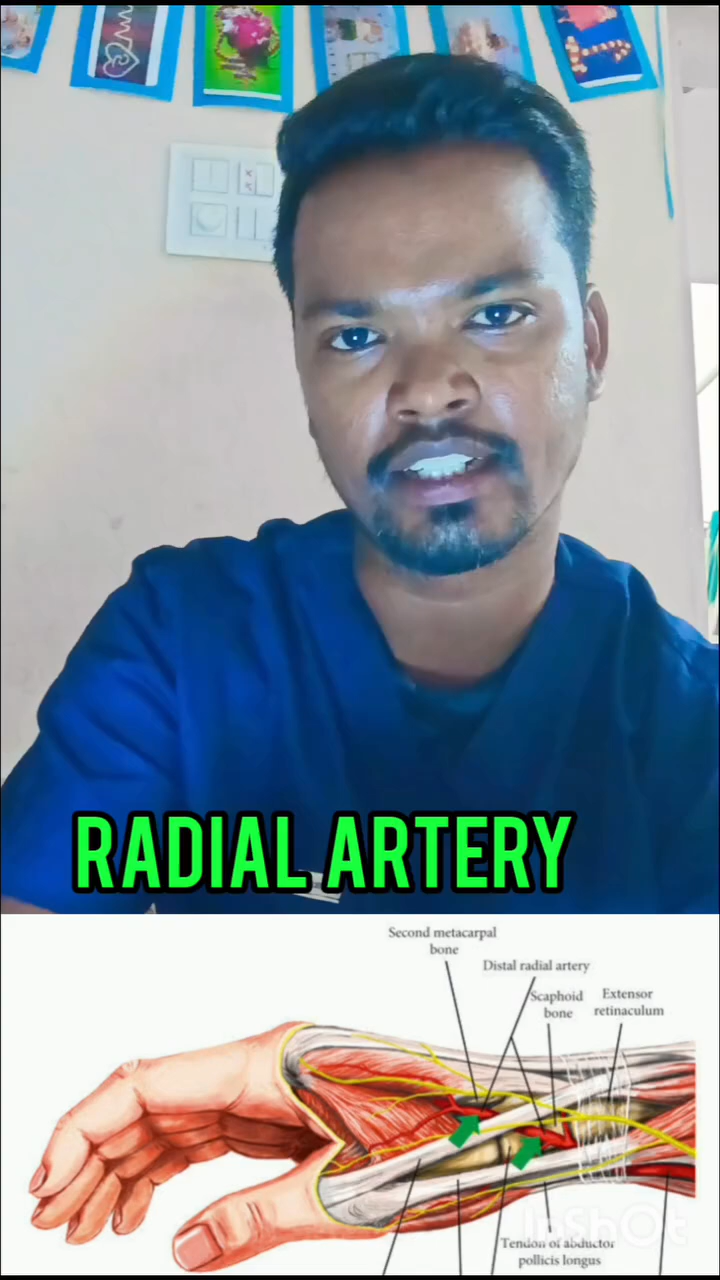 RADIAL ARTERY
Second metacarpal
bone
Distal radial artery
Scaphoid
bone
Extensor
retinaculum
Tendon of abductor
pollicis longus
InShOt